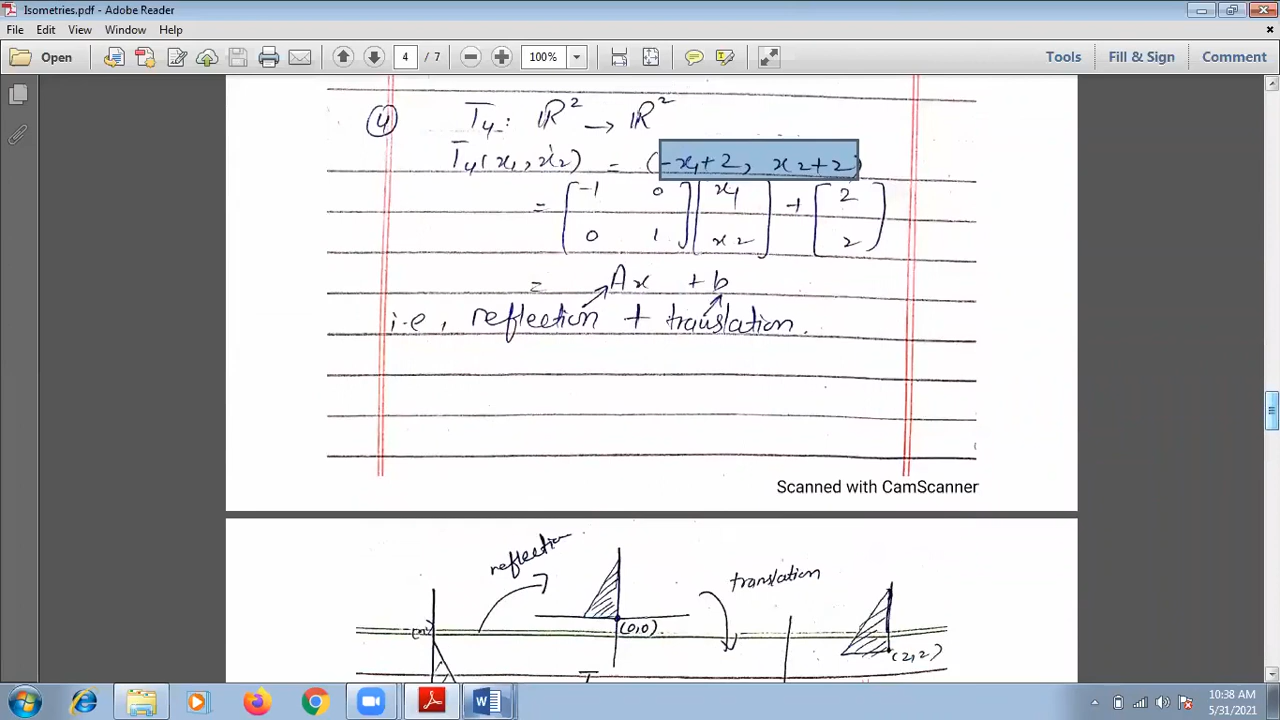 Isometries.pdf - Adobe Reader
File Edit View Window Help
Open 4 / 7 100% Tools Fill & Sign Comment
(4) T₄ : ℝ² → ℝ²
T₄(x₁, x₂) = (-x₁+2, x₂+2)
= [-1 0] [x₁] + [2]
[0 1] [x₂] [2]
= Ax + b
i.e, reflection + translation.
Scanned with CamScanner
reflection
translation
(0,0)
(2,2)
10:38 AM
5/31/2021